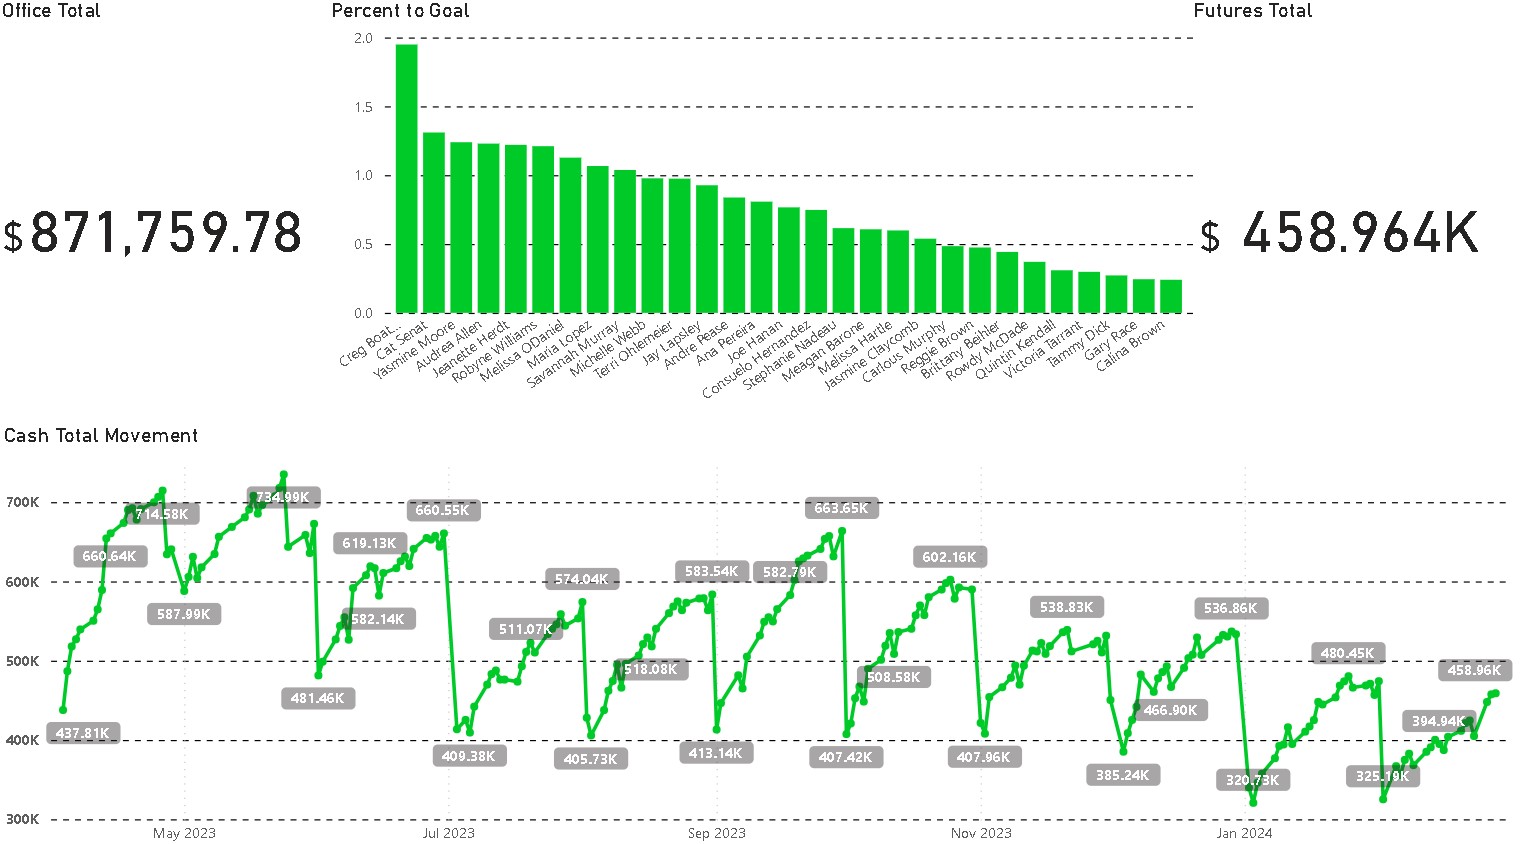 Office Total
Percent to Goal
Futures Total
2.0
1.5
1.0
0.5
0.0
$871,759.78
$ 458.964K
Creg Boat...
Cat Senat
Yasmine Moore
Audrea Allen
Jeanette Herdt
Robyne Williams
Melissa ODaniel
Maria Lopez
Savannah Murray
Michelle Webb
Terri Ohlemeier
Jay Lapsley
Andre Pease
Ana Pereira
Joe Hanan
Consuelo Hernandez
Stephanie Nadeau
Meagan Barone
Melissa Hartle
Jasmine Claycomb
Carlous Murphy
Reggie Brown
Brittany Beihler
Rowdy McDade
Quintin Kendall
Victoria Tarrant
Tammy Dick
Gary Race
Calina Brown
Cash Total Movement
700K
600K
500K
400K
300K
437.81K
660.64K
714.58K
587.99K
734.99K
481.46K
619.13K
582.14K
660.55K
409.38K
511.07K
574.04K
405.73K
518.08K
583.54K
413.14K
582.79K
663.65K
407.42K
508.58K
602.16K
407.96K
538.83K
385.24K
466.90K
536.86K
320.73K
480.45K
325.19K
394.94K
458.96K
May 2023
Jul 2023
Sep 2023
Nov 2023
Jan 2024